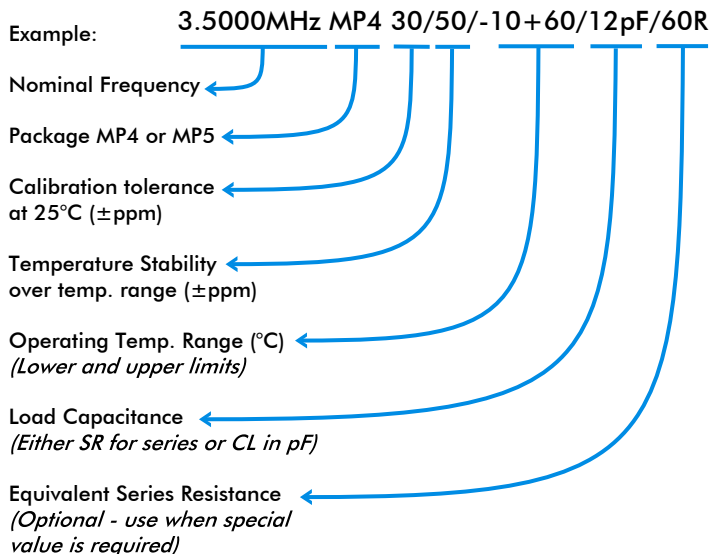 Example: 3.5000MHz MP4 30/50/-10+60/12pF/60R
Nominal Frequency
Package MP4 or MP5
Calibration tolerance
at 25°C (±ppm)
Temperature Stability
over temp. range (±ppm)
Operating Temp. Range (°C)
(Lower and upper limits)
Load Capacitance
(Either SR for series or CL in pF)
Equivalent Series Resistance
(Optional - use when special
value is required)